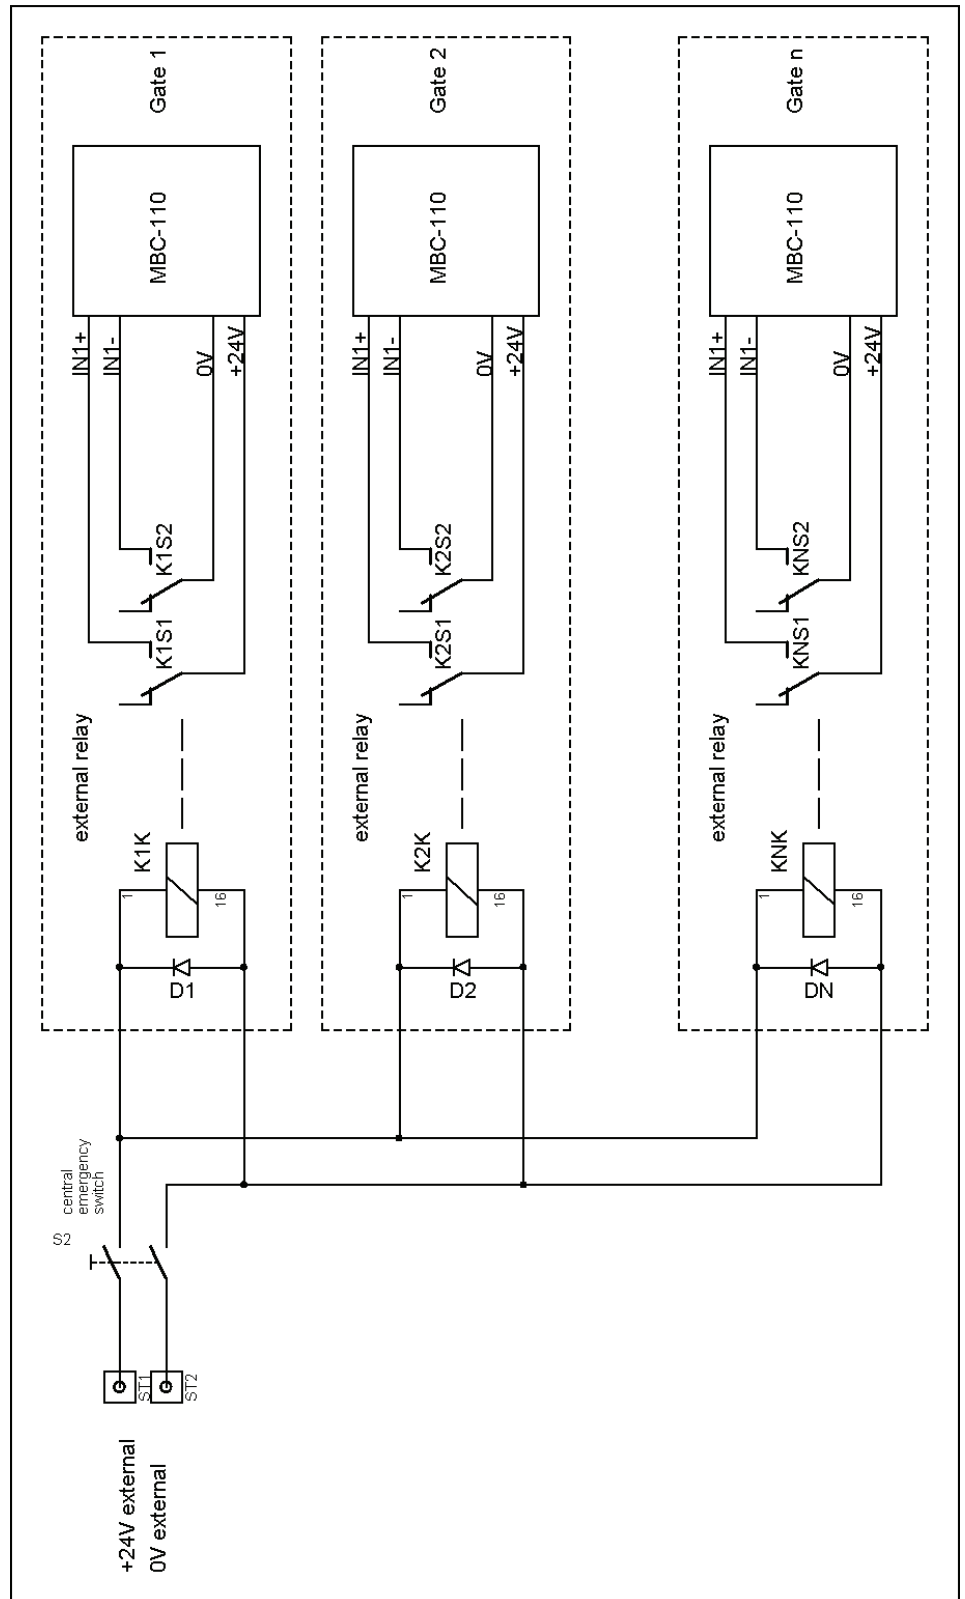 Gate 1
MBC-110
IN1+
IN1-
0V
+24V
K1S2
K1S1
external relay
K1K
1
16
D1
Gate 2
MBC-110
IN1+
IN1-
0V
+24V
K2S2
K2S1
external relay
K2K
1
16
D2
Gate n
MBC-110
IN1+
IN1-
0V
+24V
KNS2
KNS1
external relay
KNK
1
16
DN
central
emergency
switch
S2
ST1
ST2
+24V external
0V external